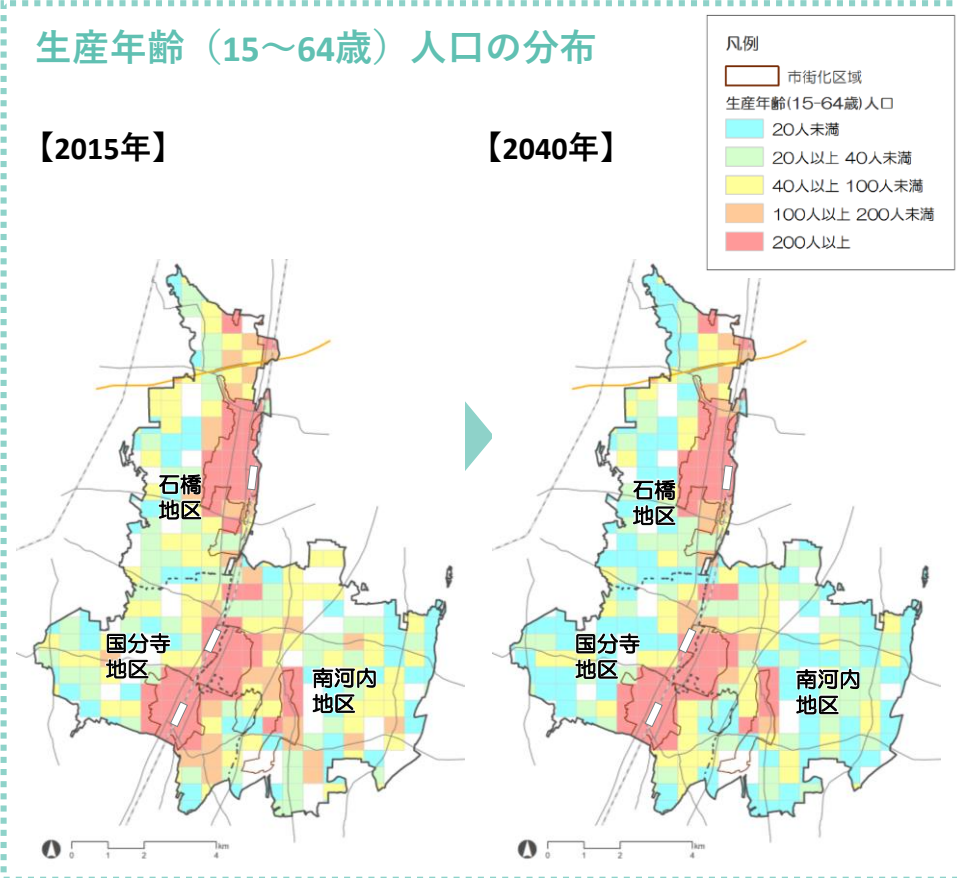 生産年齢（15～64歳）人口の分布
凡例
市街化区域
生産年齢(15-64歳)人口
20人未満
20人以上 40人未満
40人以上 100人未満
100人以上 200人未満
200人以上
【2015年】
【2040年】
石橋
地区
国分寺
地区
南河内
地区
石橋
地区
国分寺
地区
南河内
地区
0 1 2 4 km
0 1 2 4 km